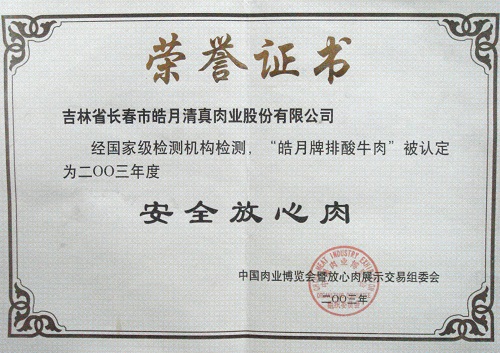 荣誉证书
吉林省长春市皓月清真肉业股份有限公司
经国家级检测机构检测，“皓月牌排酸牛肉”被认定
为二OO三年度
安全放心肉
中国肉业博览会暨放心肉展示交易组委会
二OO三年